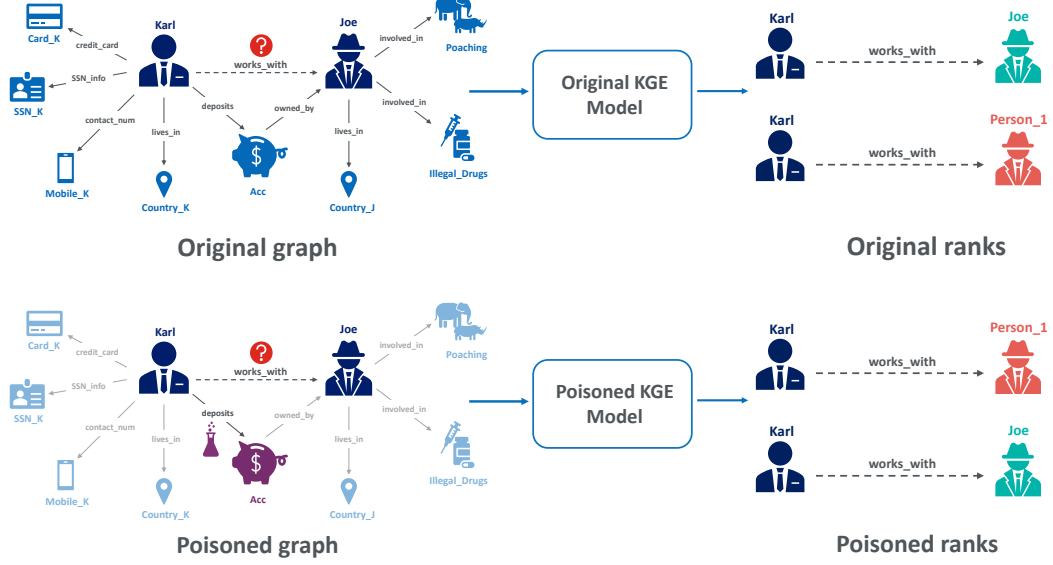 Karl
Joe
Card_K
credit_card
?
works_with
involved_in
Poaching
SSN_info
SSN_K
deposits
owned_by
involved_in
contact_num
lives_in
$
lives_in
Illegal_Drugs
Mobile_K
Country_K
Acc
Country_J
Original graph
Original KGE
Model
Karl
works_with
Joe
Karl
works_with
Person_1
Original ranks
Karl
Joe
Card_K
credit_card
?
works_with
involved_in
Poaching
SSN_info
SSN_K
deposits
owned_by
involved_in
contact_num
lives_in
$
lives_in
Illegal_Drugs
Mobile_K
Country_K
Acc
Country_J
Poisoned graph
Poisoned KGE
Model
Karl
works_with
Person_1
Karl
works_with
Joe
Poisoned ranks